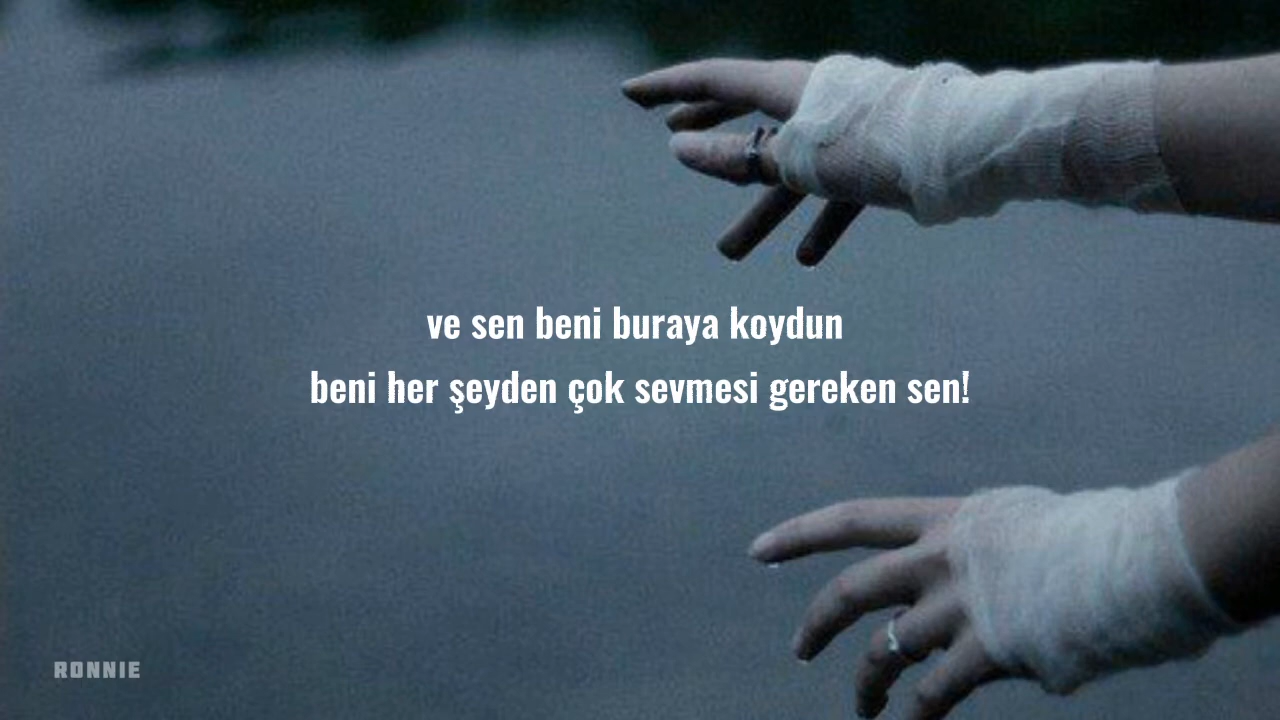 ve sen beni buraya koydun
beni her şeyden çok sevmesi gereken sen!
RONNIE